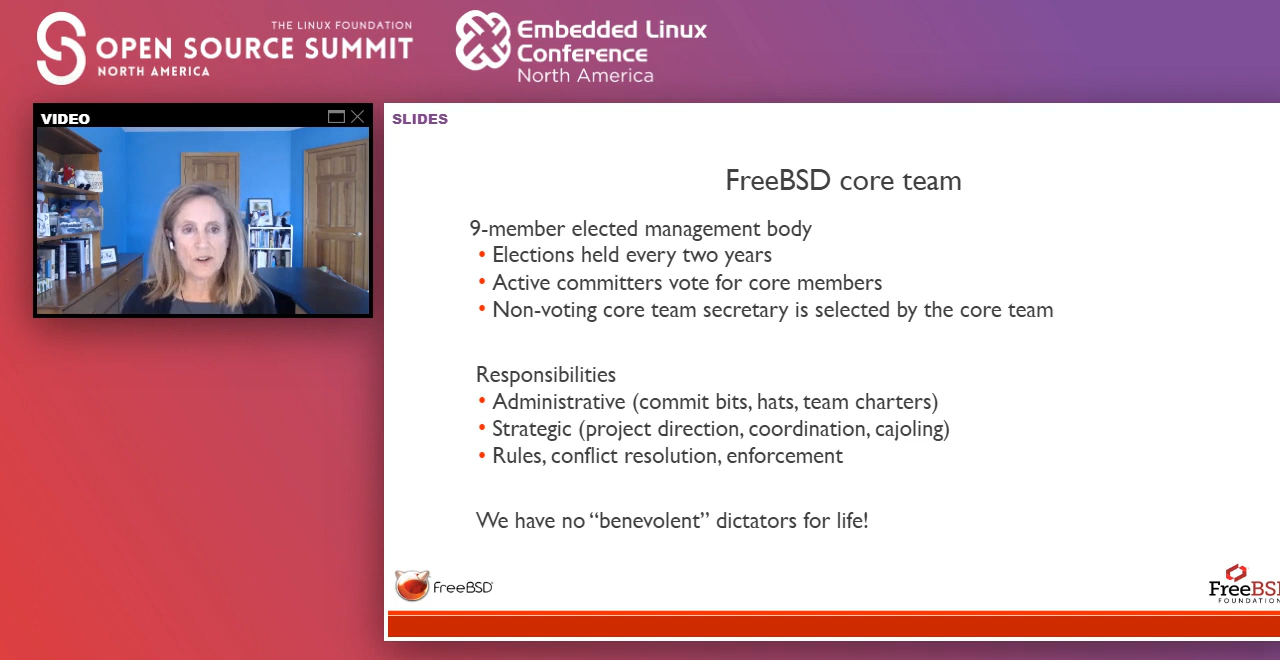 THE LINUX FOUNDATION
OPEN SOURCE SUMMIT
NORTH AMERICA
Embedded Linux
Conference
North America
VIDEO
SLIDES
FreeBSD core team
9-member elected management body
• Elections held every two years
• Active committers vote for core members
• Non-voting core team secretary is selected by the core team
Responsibilities
• Administrative (commit bits, hats, team charters)
• Strategic (project direction, coordination, cajoling)
• Rules, conflict resolution, enforcement
We have no “benevolent” dictators for life!
FreeBSD
FreeBS
FOUNDATION